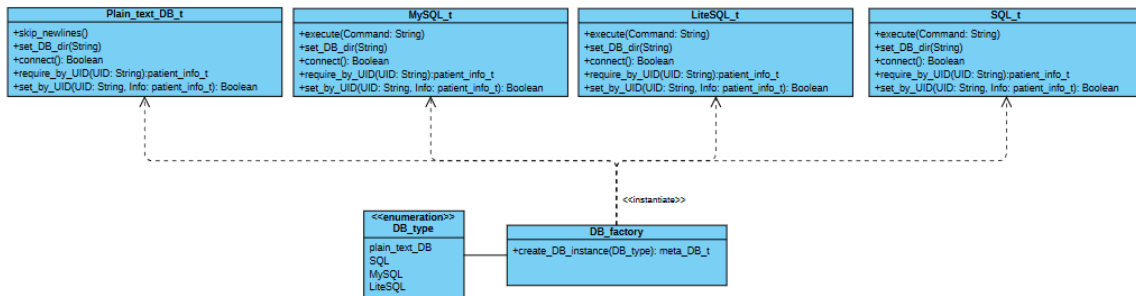 Plain_text_DB_t
+skip_newlines()
+set_DB_dir(String)
+connect(): Boolean
+require_by_UID(UID: String):patient_info_t
+set_by_UID(UID: String, Info: patient_info_t): Boolean
MySQL_t
+execute(Command: String)
+set_DB_dir(String)
+connect(): Boolean
+require_by_UID(UID: String):patient_info_t
+set_by_UID(UID: String, Info: patient_info_t): Boolean
LiteSQL_t
+execute(Command: String)
+set_DB_dir(String)
+connect(): Boolean
+require_by_UID(UID: String):patient_info_t
+set_by_UID(UID: String, Info: patient_info_t): Boolean
SQL_t
+execute(Command: String)
+set_DB_dir(String)
+connect(): Boolean
+require_by_UID(UID: String):patient_info_t
+set_by_UID(UID: String, Info: patient_info_t): Boolean
<<instantiate>>
<<enumeration>>
DB_type
plain_text_DB
SQL
MySQL
LiteSQL
DB_factory
+create_DB_instance(DB_type): meta_DB_t